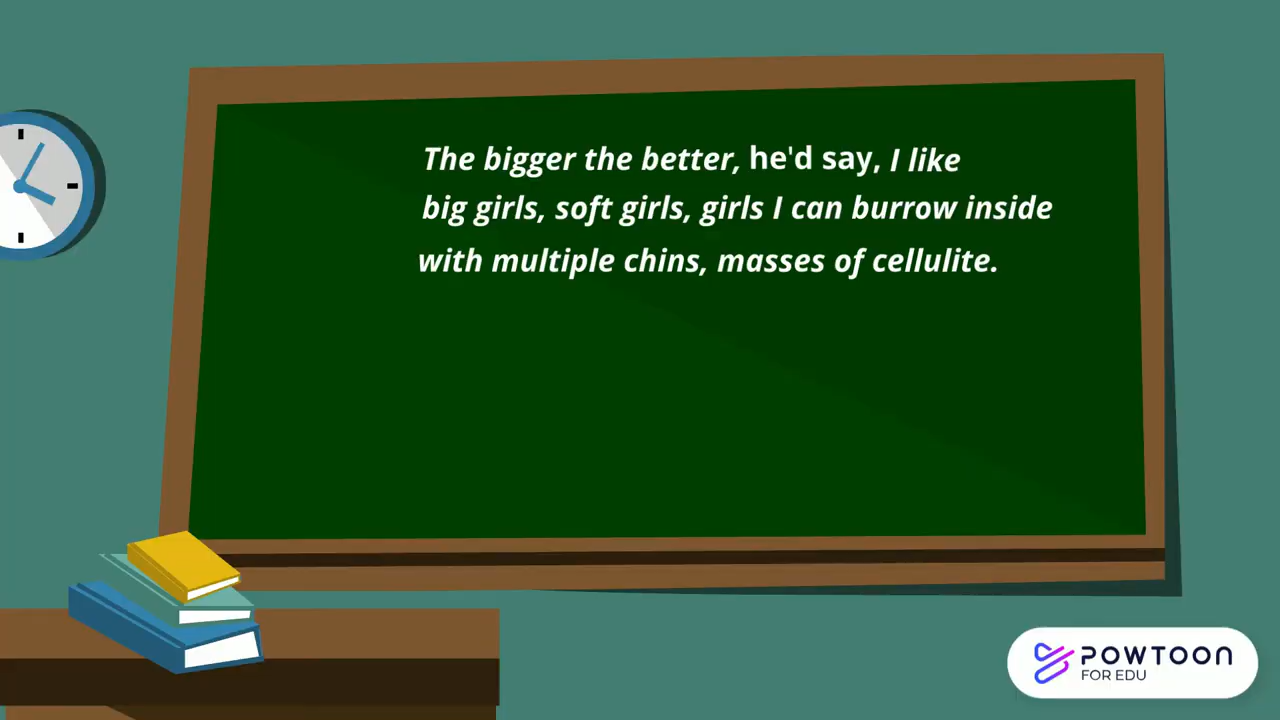 The bigger the better, he'd say, I like
big girls, soft girls, girls I can burrow inside
with multiple chins, masses of cellulite.
POWTOON
FOR EDU